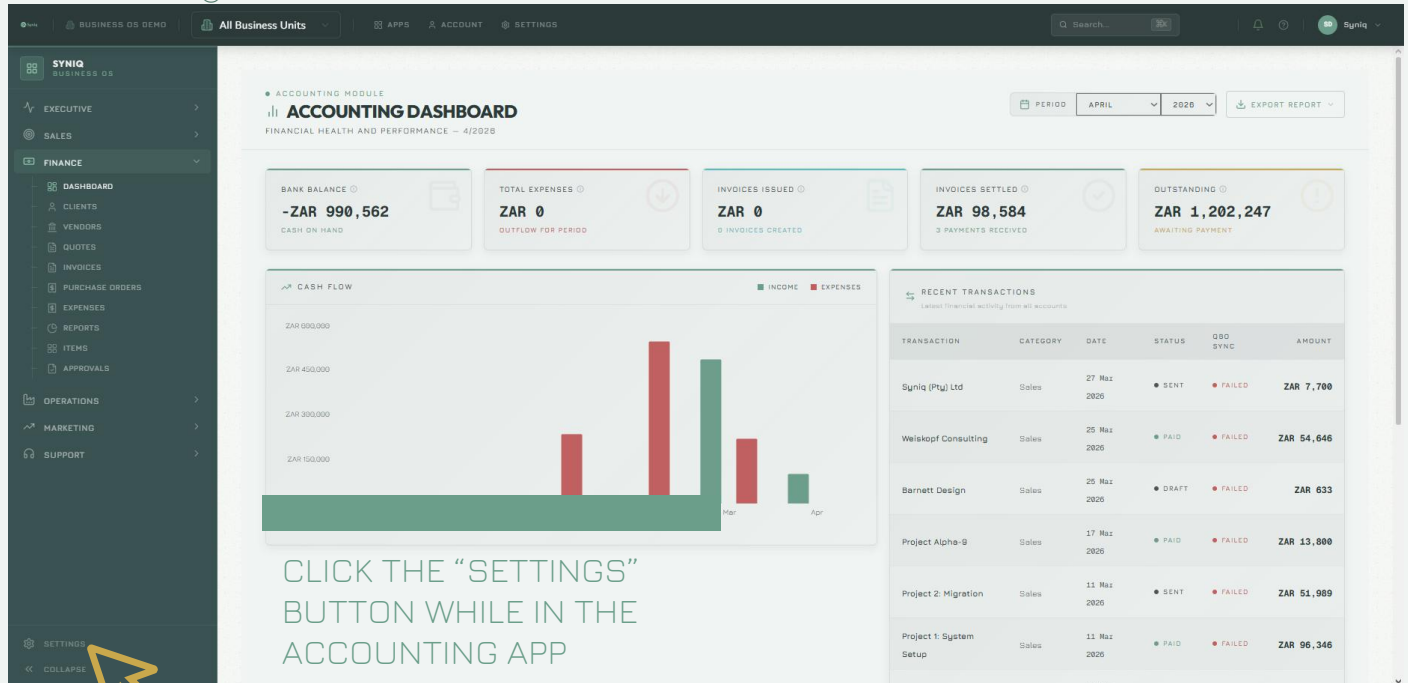 Syniq
BUSINESS OS DEMO
All Business Units
APPS
ACCOUNT
SETTINGS
Search...
⌘K
SD
Syniq
SYNIQ
BUSINESS OS
EXECUTIVE
SALES
FINANCE
DASHBOARD
CLIENTS
VENDORS
QUOTES
INVOICES
PURCHASE ORDERS
EXPENSES
REPORTS
ITEMS
APPROVALS
OPERATIONS
MARKETING
SUPPORT
SETTINGS
COLLAPSE
ACCOUNTING MODULE
ACCOUNTING DASHBOARD
FINANCIAL HEALTH AND PERFORMANCE — 4/2026
PERIOD
APRIL
2026
EXPORT REPORT
BANK BALANCE
-ZAR 990,562
CASH ON HAND
TOTAL EXPENSES
ZAR 0
OUTFLOW FOR PERIOD
INVOICES ISSUED
ZAR 0
0 INVOICES CREATED
INVOICES SETTLED
ZAR 98,584
3 PAYMENTS RECEIVED
OUTSTANDING
ZAR 1,202,247
AWAITING PAYMENT
CASH FLOW
INCOME
EXPENSES
ZAR 600,000
ZAR 450,000
ZAR 300,000
ZAR 150,000
Mar
Apr
CLICK THE “SETTINGS”
BUTTON WHILE IN THE
ACCOUNTING APP
RECENT TRANSACTIONS
Latest financial activity from all accounts
TRANSACTION CATEGORY DATE STATUS QBO SYNC AMOUNT
Syniq (Pty) Ltd Sales 27 Mar 2026 SENT FAILED ZAR 7,700
Weiskopf Consulting Sales 25 Mar 2026 PAID FAILED ZAR 54,646
Barnett Design Sales 25 Mar 2026 DRAFT FAILED ZAR 633
Project Alpha-9 Sales 17 Mar 2026 PAID FAILED ZAR 13,800
Project 2: Migration Sales 11 Mar 2026 SENT FAILED ZAR 51,989
Project 1: System Setup Sales 11 Mar 2026 PAID FAILED ZAR 96,346